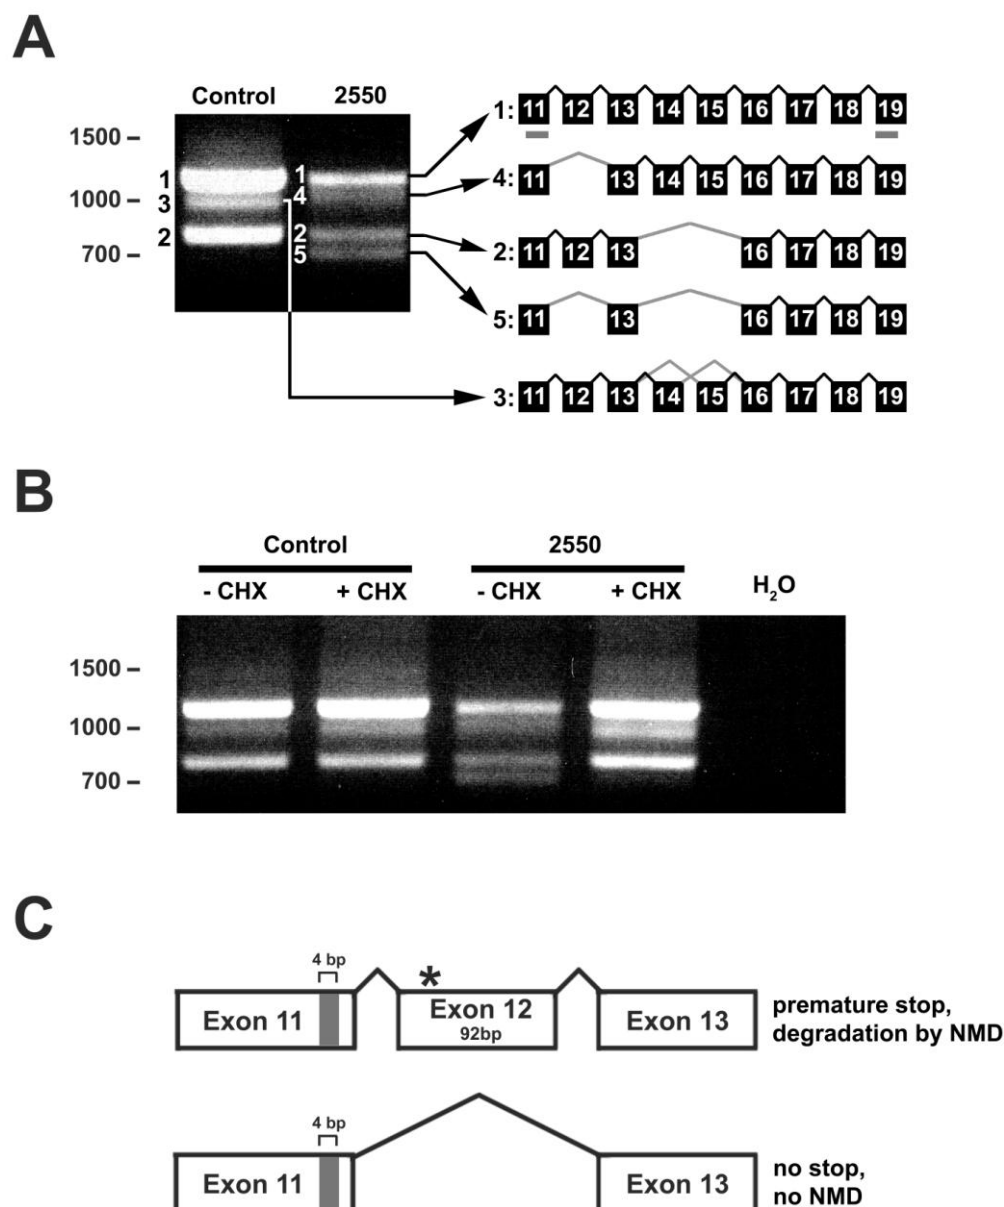 A
Control 2550
1500 –
1000 –
700 –
1
3
2
1
4
2
5
1: 11 12 13 14 15 16 17 18 19
4: 11 13 14 15 16 17 18 19
2: 11 12 13 16 17 18 19
5: 11 13 16 17 18 19
3: 11 12 13 14 15 16 17 18 19
B
Control 2550
- CHX + CHX - CHX + CHX H₂O
1500 –
1000 –
700 –
C
4 bp
*
Exon 11 Exon 12 Exon 13
92bp
premature stop,
degradation by NMD
4 bp
Exon 11 Exon 13
no stop,
no NMD